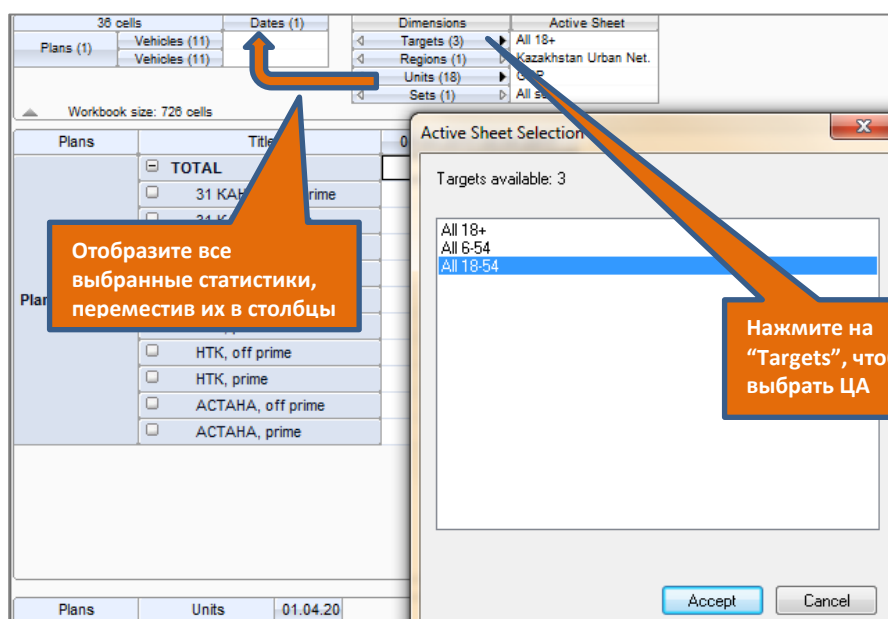 36 cells
Dates (1)
Plans (1)
Vehicles (11)
Vehicles (11)
Workbook size: 726 cells
Dimensions
Active Sheet
Targets (3)
All 18+
Regions (1)
Kazakhstan Urban Net.
Units (18)
Sets (1)
All
Plans
Title
0
TOTAL
31
prime
Отобразите все
выбранные статистики,
переместив их в столбцы
НТК, off prime
НТК, prime
АСТАНА, off prime
АСТАНА, prime
Plans
Units
01.04.20
Active Sheet Selection
Targets available: 3
All 18+
All 6-54
All 18-54
Нажмите на
“Targets”, чтоб
выбрать ЦА
Accept
Cancel